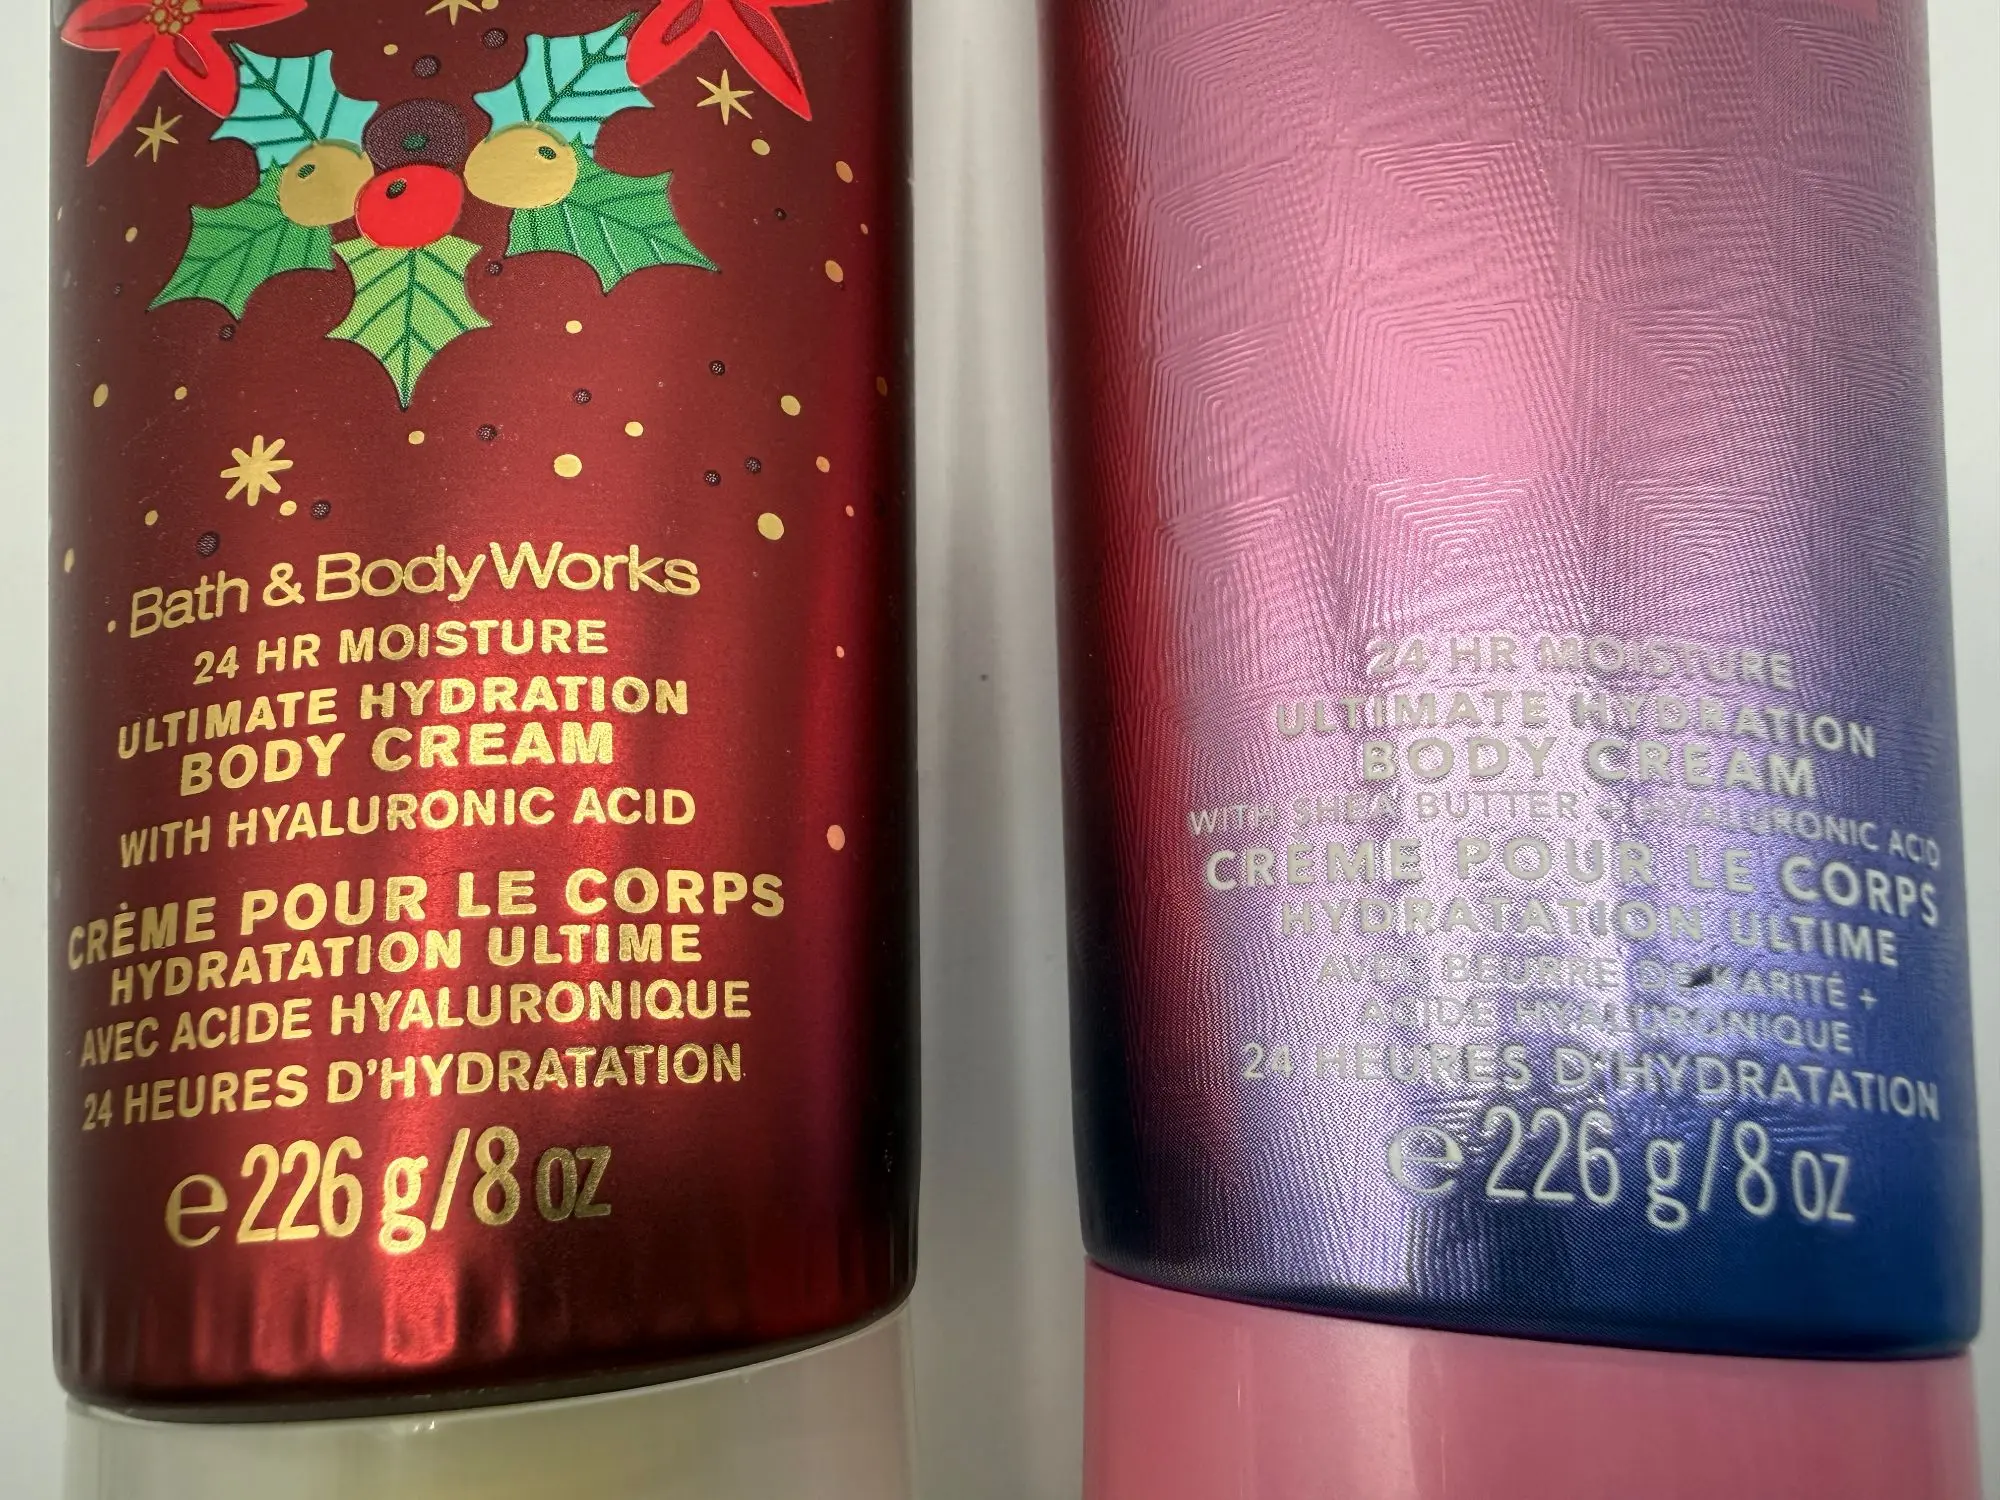 Bath & Body Works
24 HR MOISTURE
ULTIMATE HYDRATION
BODY CREAM
WITH HYALURONIC ACID
CRÈME POUR LE CORPS
HYDRATATION ULTIME
AVEC ACIDE HYALURONIQUE
24 HEURES D'HYDRATATION
e 226 g/8 oz
24 HR MOISTURE
ULTIMATE HYDRATION
BODY CREAM
WITH SHEA BUTTER + HYALURONIC ACID
CRÈME POUR LE CORPS
HYDRATATION ULTIME
AVEC BEURRE DE KARITÉ +
ACIDE HYALURONIQUE
24 HEURES D'HYDRATATION
e 226 g/8 oz